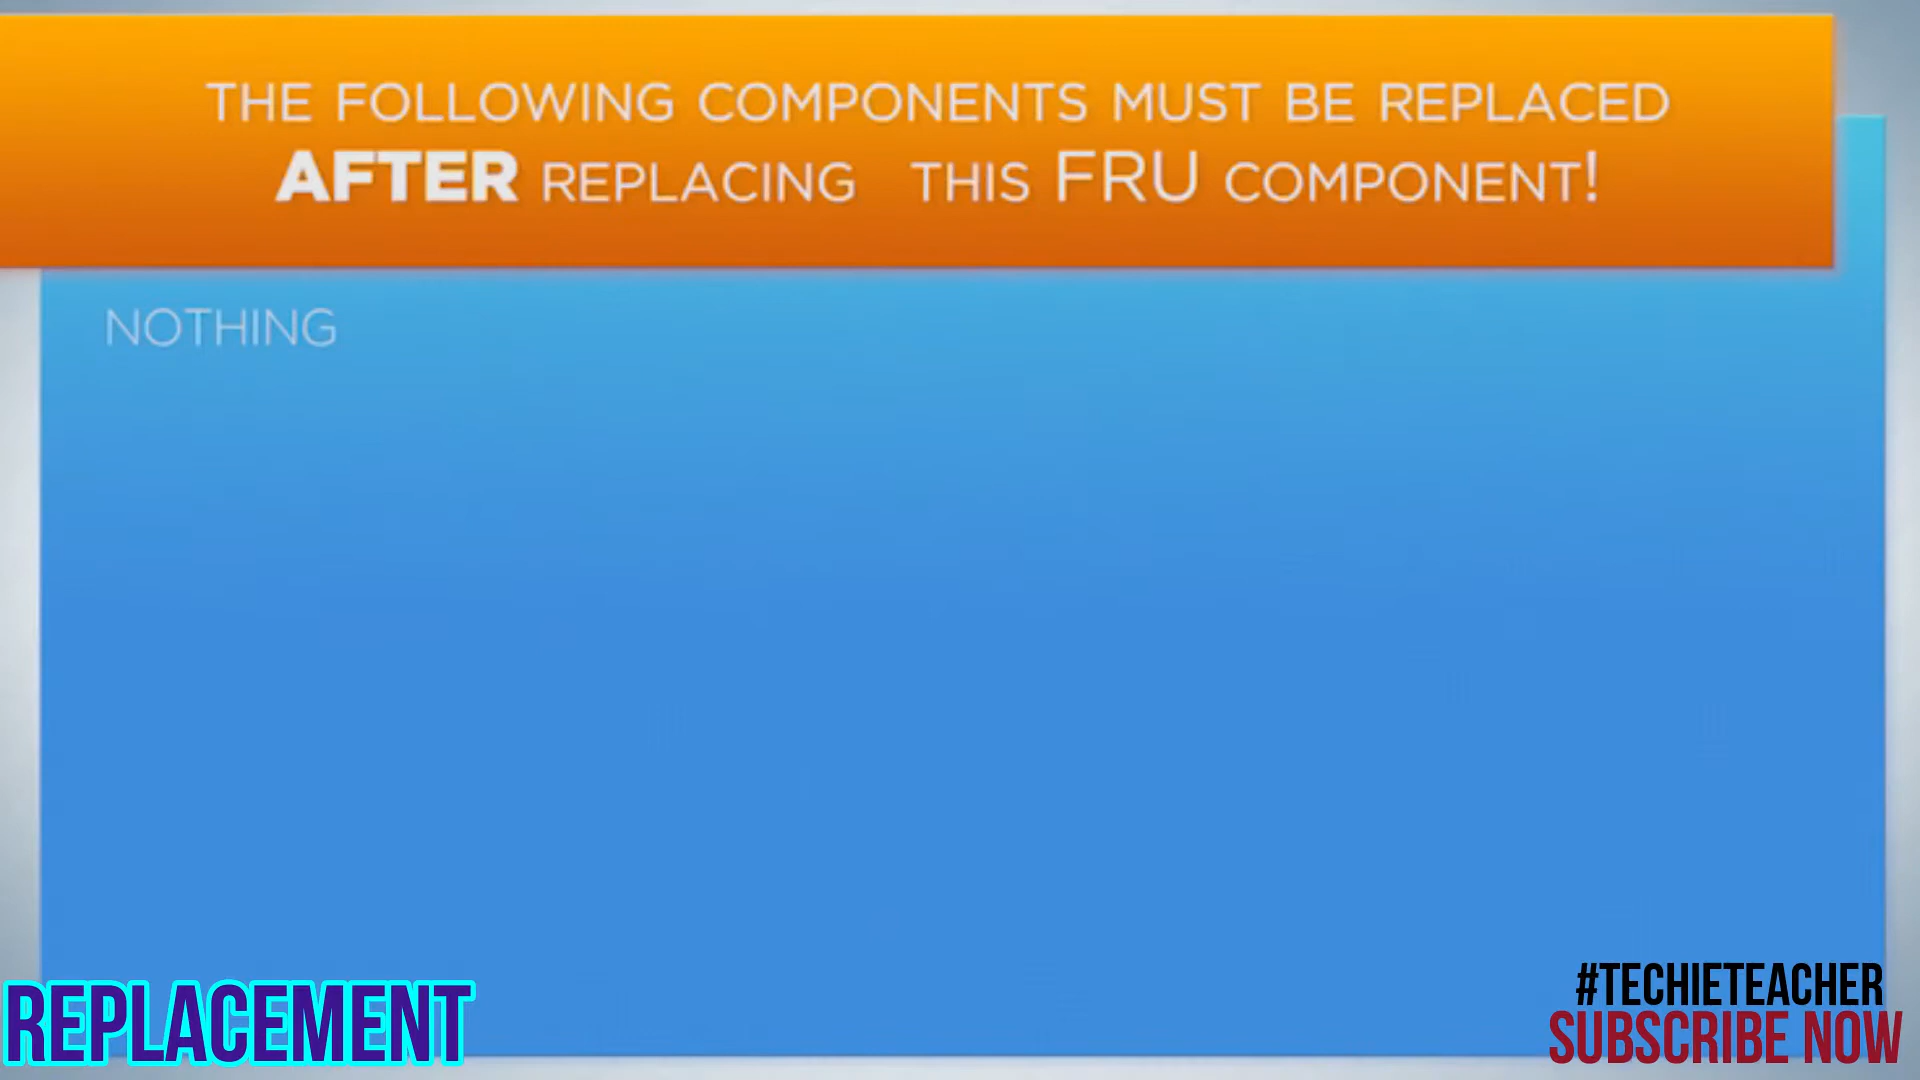 THE FOLLOWING COMPONENTS MUST BE REPLACED
AFTER REPLACING THIS FRU COMPONENT!
NOTHING
REPLACEMENT
#TECHIETEACHER
SUBSCRIBE NOW